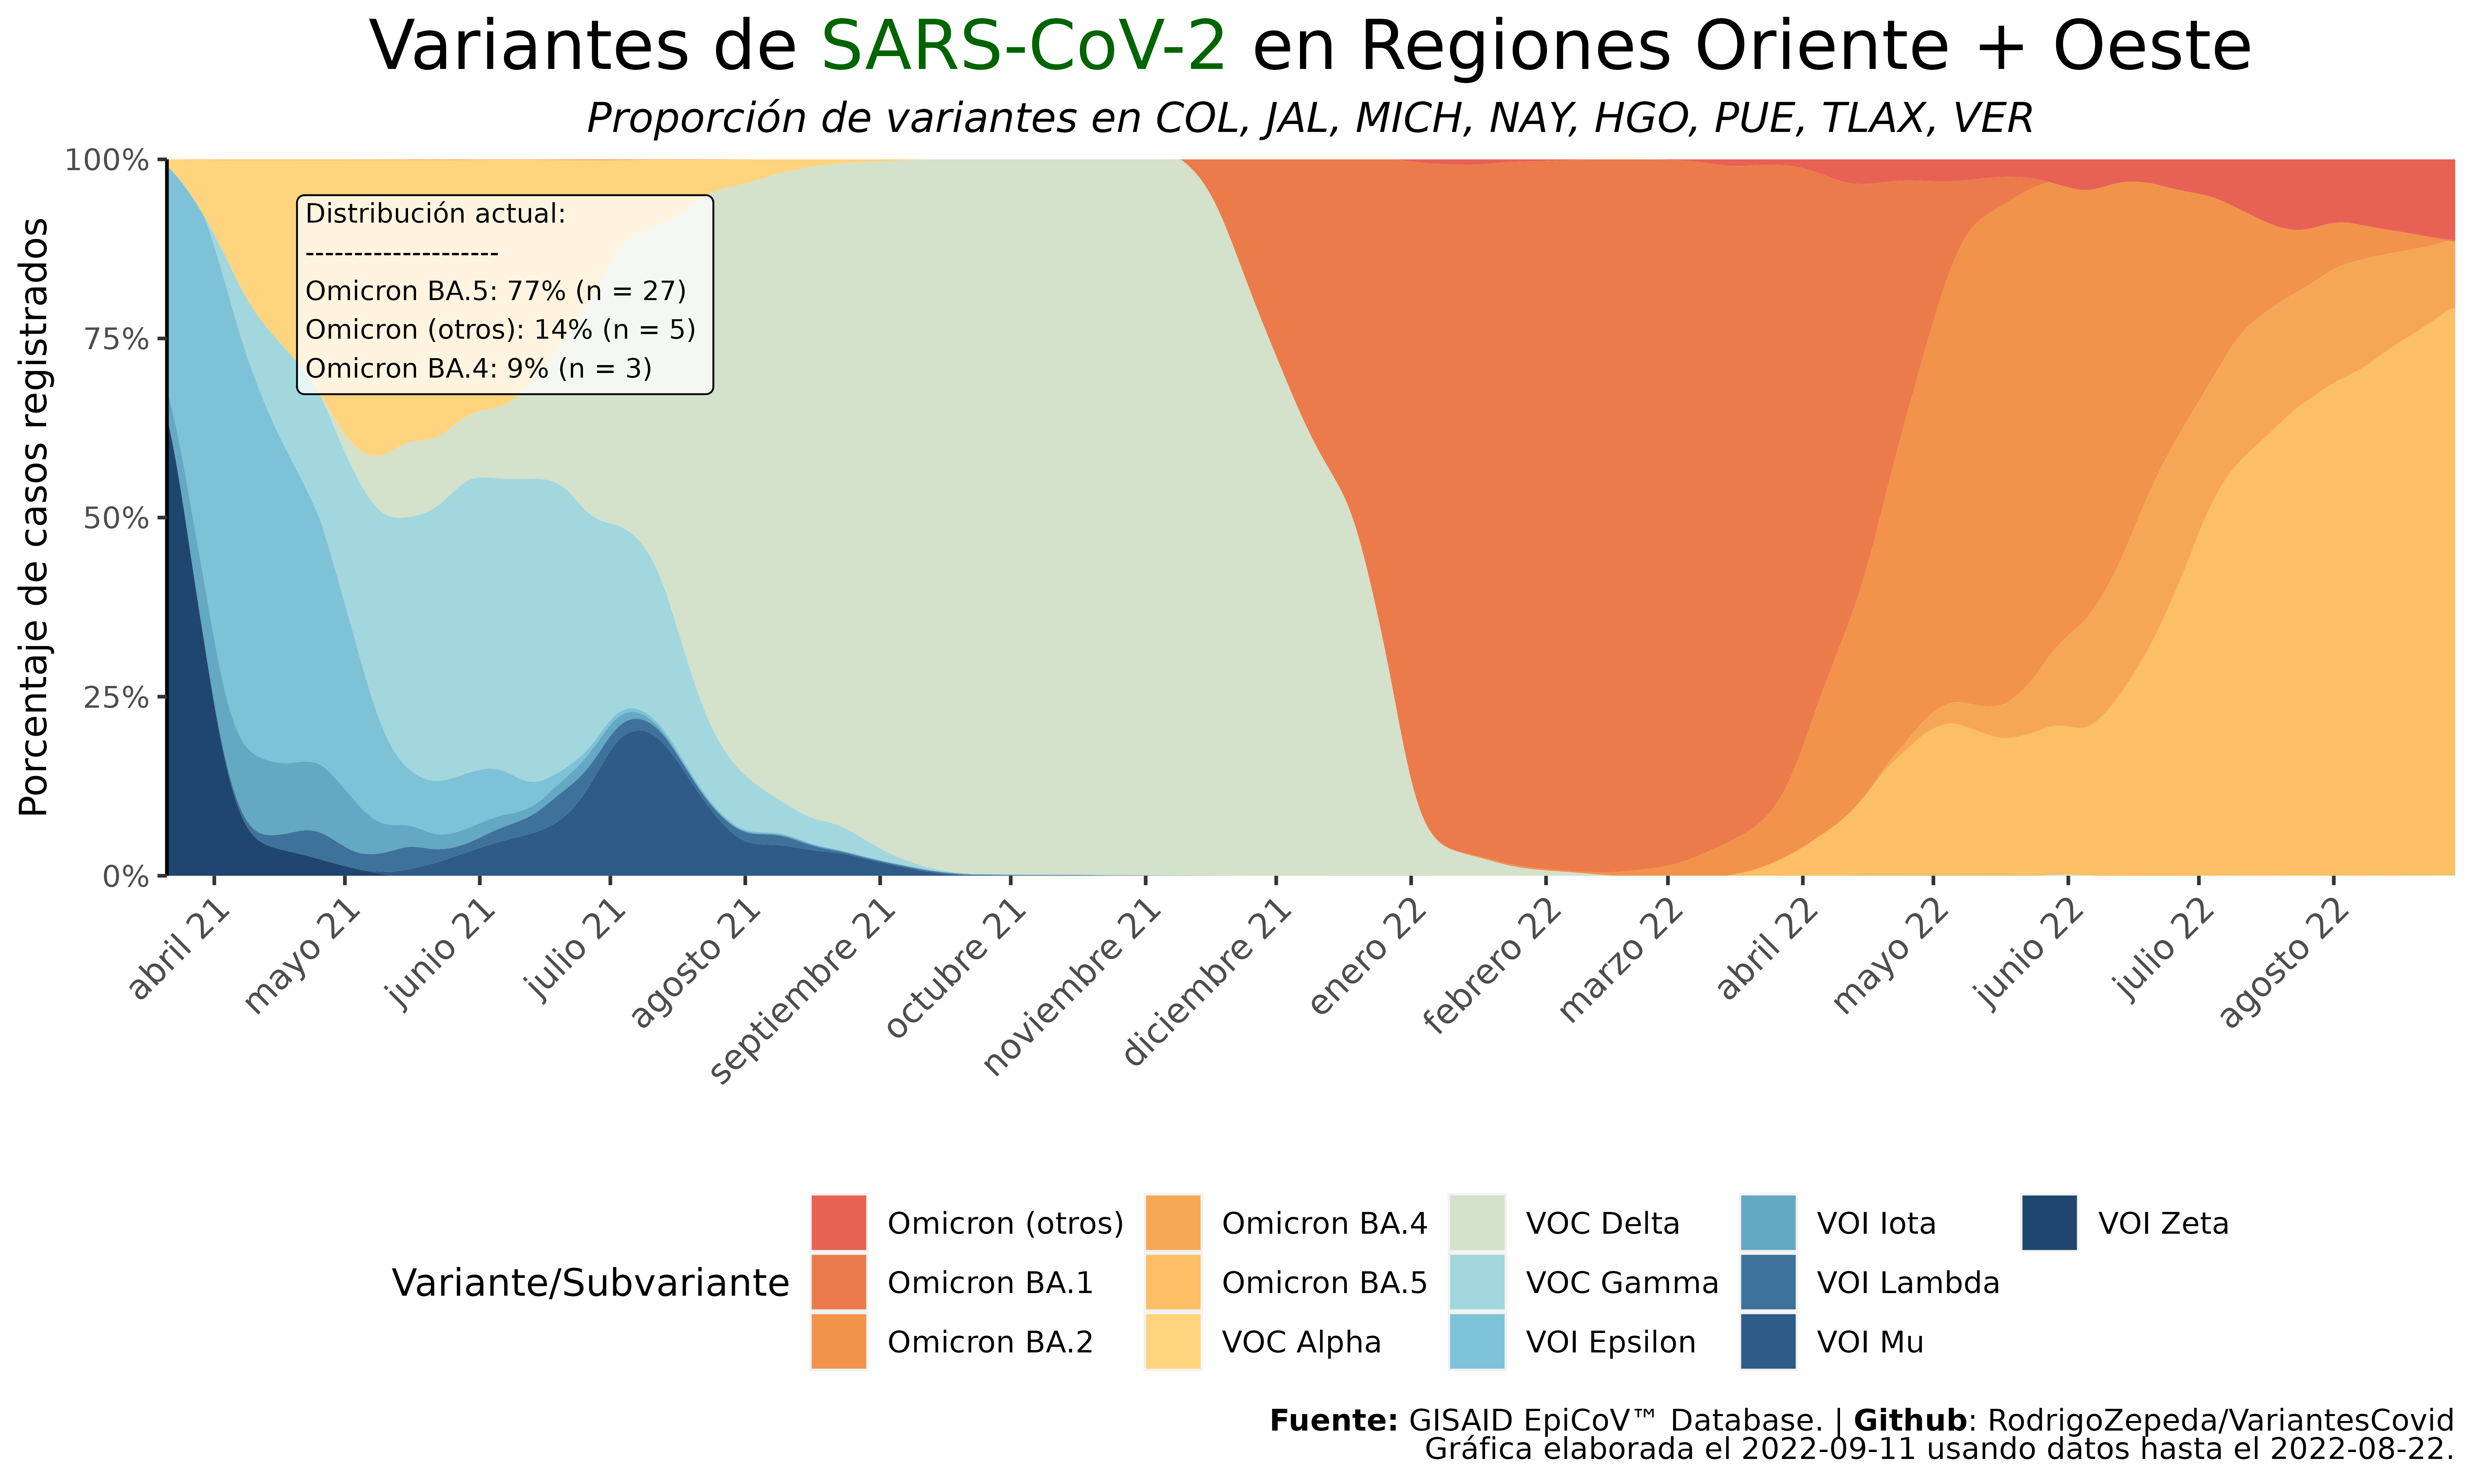 Variantes de SARS-CoV-2 en Regiones Oriente + Oeste
Proporción de variantes en COL, JAL, MICH, NAY, HGO, PUE, TLAX, VER
Porcentaje de casos registrados
100%
75%
50%
25%
0%
Distribución actual:
--------------------
Omicron BA.5: 77% (n = 27)
Omicron (otros): 14% (n = 5)
Omicron BA.4: 9% (n = 3)
abril 21
mayo 21
junio 21
julio 21
agosto 21
septiembre 21
octubre 21
noviembre 21
diciembre 21
enero 22
febrero 22
marzo 22
abril 22
mayo 22
junio 22
julio 22
agosto 22
Variante/Subvariante
Omicron (otros)
Omicron BA.1
Omicron BA.2
Omicron BA.4
Omicron BA.5
VOC Alpha
VOC Delta
VOC Gamma
VOI Epsilon
VOI Iota
VOI Lambda
VOI Mu
VOI Zeta
Fuente: GISAID EpiCoV™ Database. | Github: RodrigoZepeda/VariantesCovid
Gráfica elaborada el 2022-09-11 usando datos hasta el 2022-08-22.